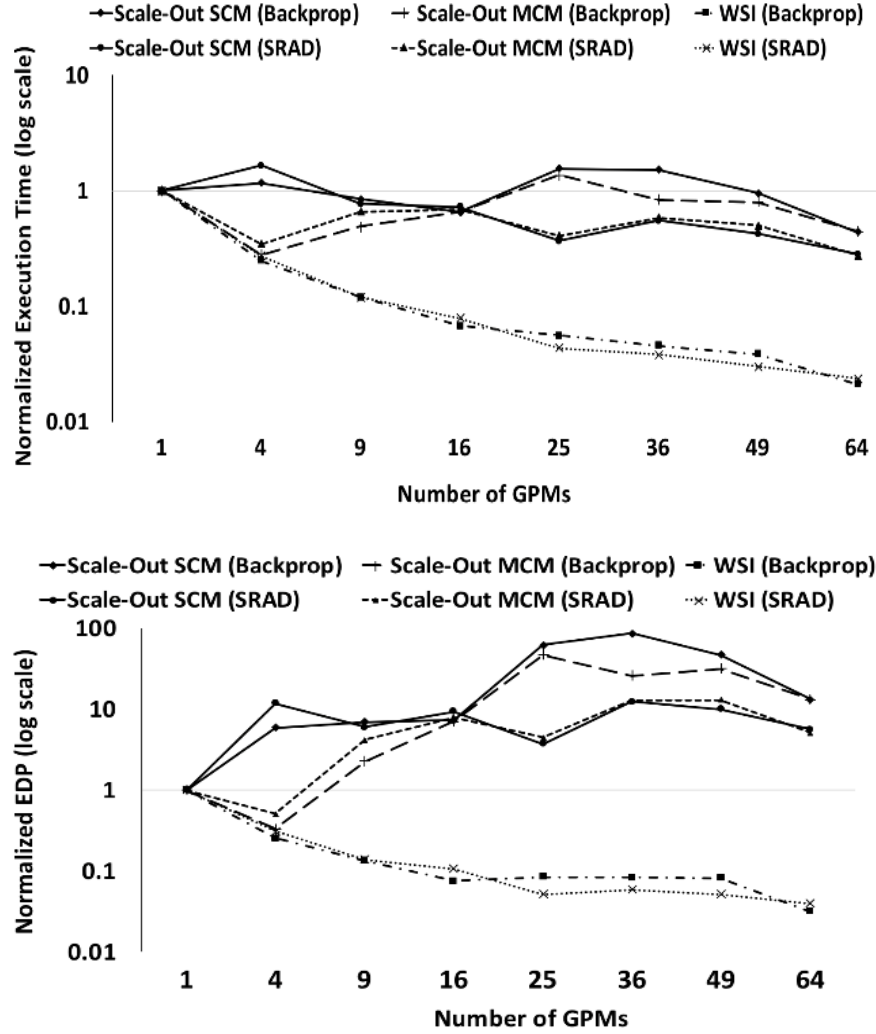 Scale-Out SCM (Backprop) Scale-Out MCM (Backprop) WSI (Backprop)
Scale-Out SCM (SRAD) Scale-Out MCM (SRAD) WSI (SRAD)
Normalized Execution Time (log scale)
10
1
0.1
0.01
1 4 9 16 25 36 49 64
Number of GPMs
Scale-Out SCM (Backprop) Scale-Out MCM (Backprop) WSI (Backprop)
Scale-Out SCM (SRAD) Scale-Out MCM (SRAD) WSI (SRAD)
Normalized EDP (log scale)
100
10
1
0.1
0.01
1 4 9 16 25 36 49 64
Number of GPMs